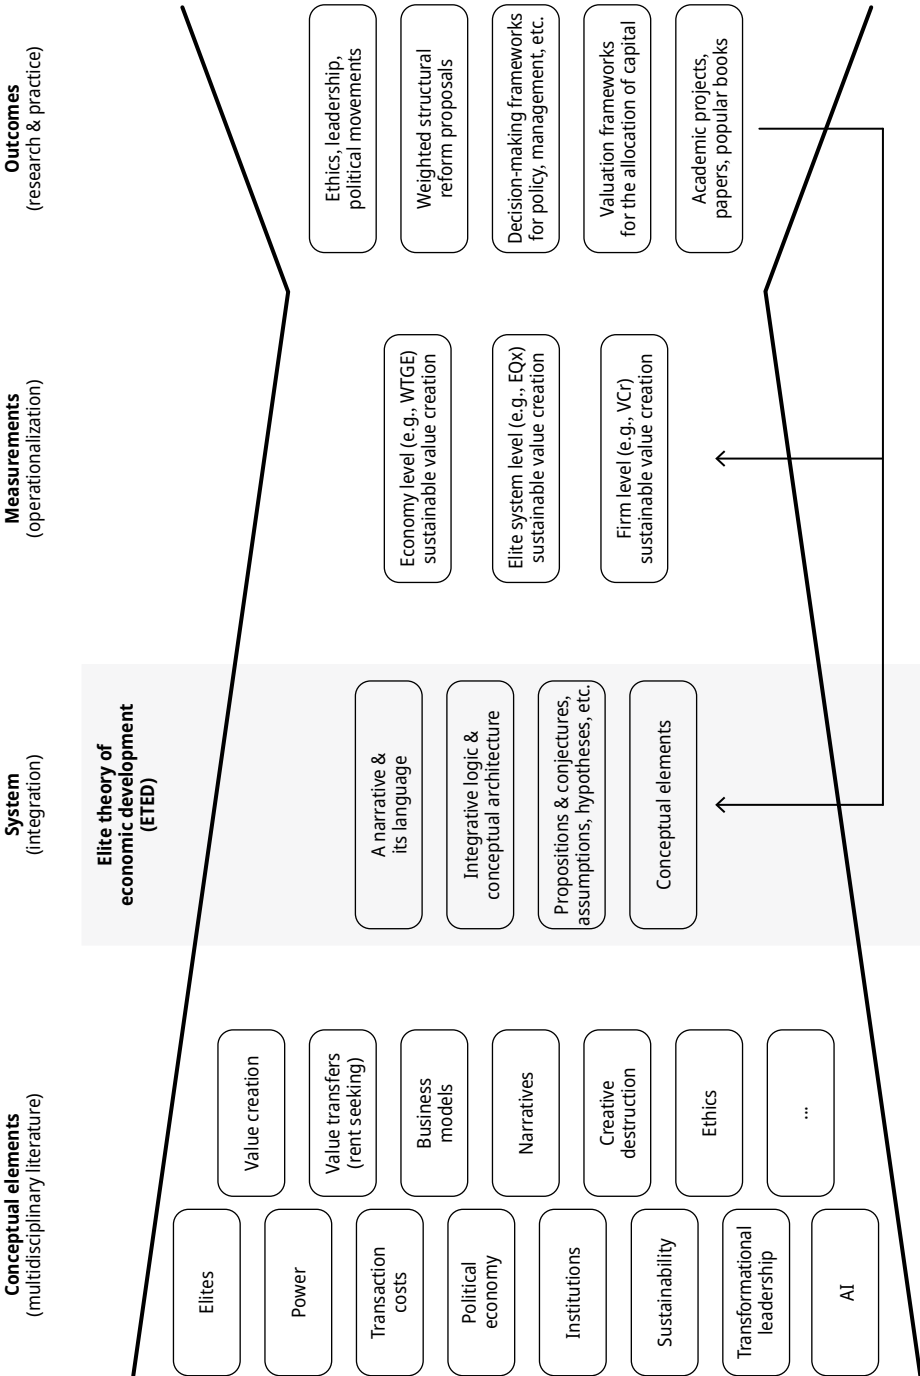 Conceptual elements
(multidisciplinary literature)
System
(integration)
Measurements
(operationalization)
Outcomes
(research & practice)
Elites
Power
Transaction
costs
Political
economy
Institutions
Sustainability
Transformational
leadership
AI
Value creation
Value transfers
(rent seeking)
Business
models
Narratives
Creative
destruction
Ethics
...
Elite theory of
economic development
(ETED)
A narrative &
its language
Integrative logic &
conceptual architecture
Propositions & conjectures,
assumptions, hypotheses, etc.
Conceptual elements
Economy level (e.g., WTGE)
sustainable value creation
Elite system level (e.g., EQx)
sustainable value creation
Firm level (e.g., VCr)
sustainable value creation
Ethics, leadership,
political movements
Weighted structural
reform proposals
Decision-making frameworks
for policy, management, etc.
Valuation frameworks
for the allocation of capital
Academic projects,
papers, popular books